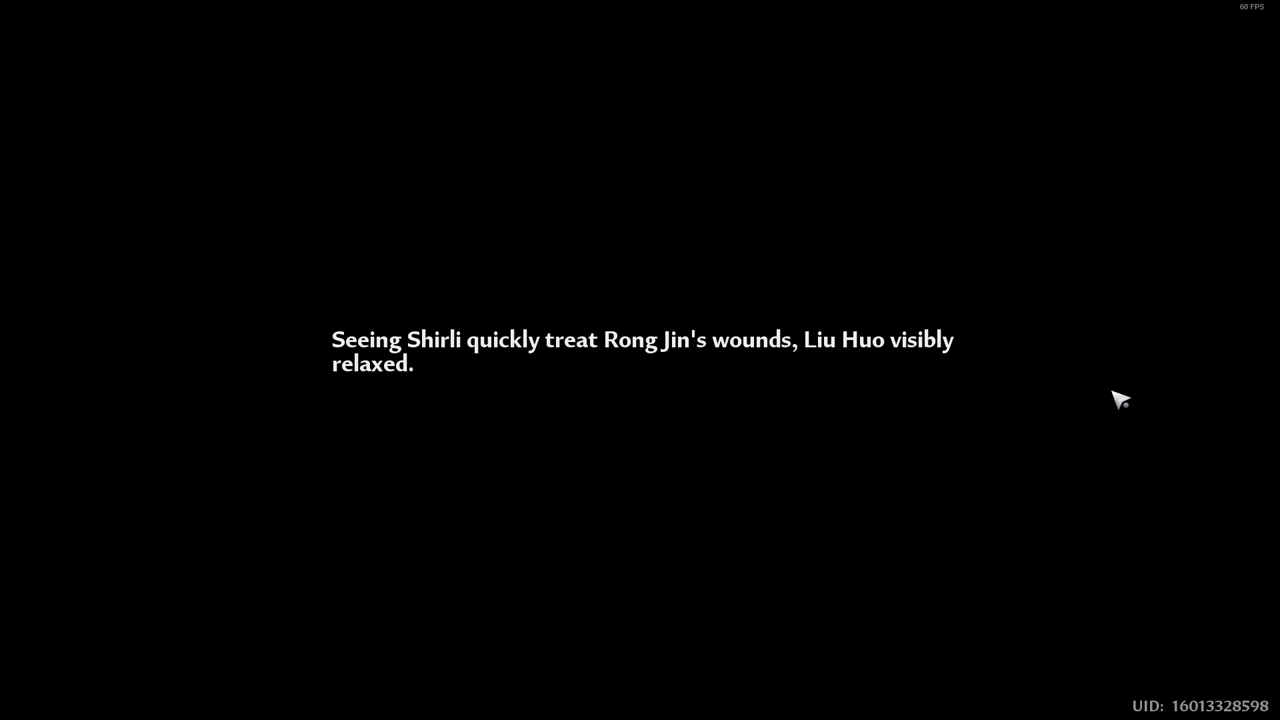 60 FPS
Seeing Shirli quickly treat Rong Jin's wounds, Liu Huo visibly
relaxed.
UID: 16013328598